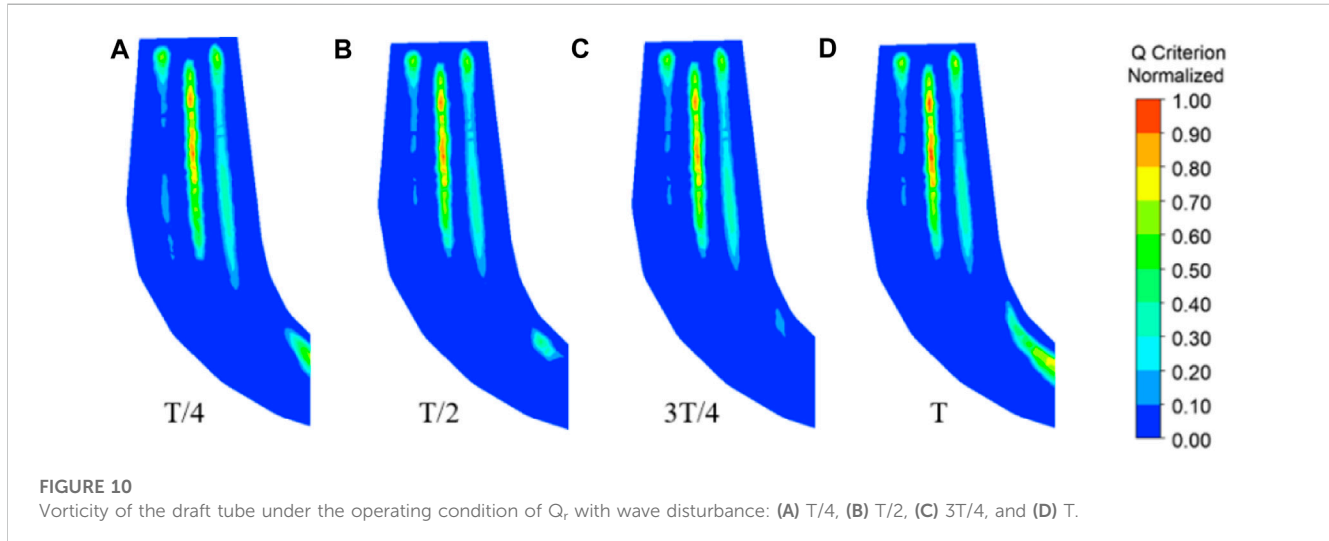 A
B
C
D
Q Criterion
Normalized
1.00
0.90
0.80
0.70
0.60
0.50
0.40
0.30
0.20
0.10
0.00
T/4
T/2
3T/4
T
FIGURE 10
Vorticity of the draft tube under the operating condition of Qr with wave disturbance: (A) T/4, (B) T/2, (C) 3T/4, and (D) T.